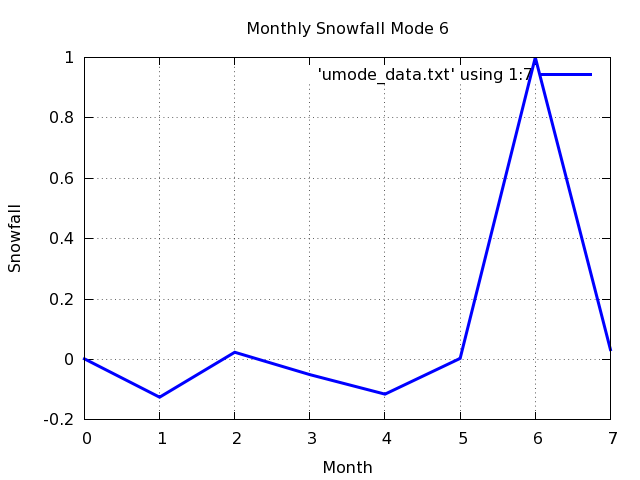 Monthly Snowfall Mode 6
'umode_data.txt' using 1:7
1
0.8
0.6
0.4
0.2
0
-0.2
Snowfall
0 1 2 3 4 5 6 7
Month